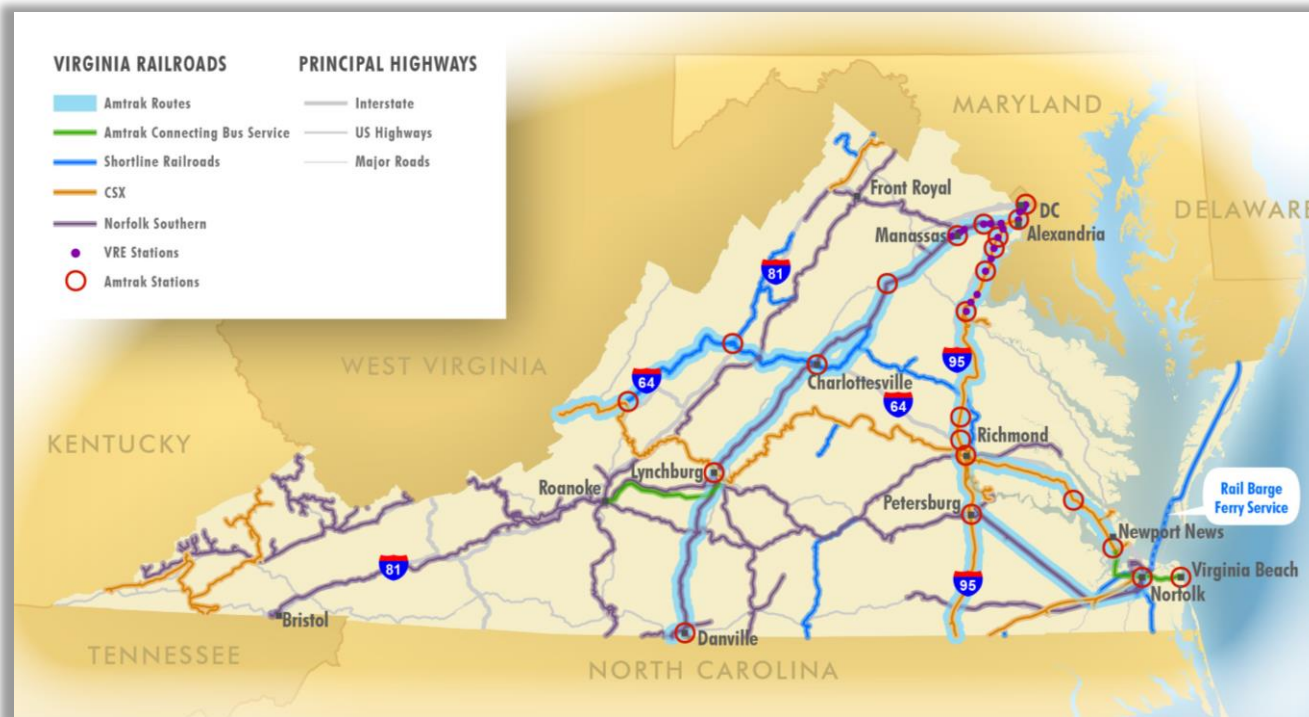 VIRGINIA RAILROADS
Amtrak Routes
Amtrak Connecting Bus Service
Shortline Railroads
CSX
Norfolk Southern
VRE Stations
Amtrak Stations
PRINCIPAL HIGHWAYS
Interstate
US Highways
Major Roads
MARYLAND
Front Royal
DC
DELAWARE
Manassas
Alexandria
81
WEST VIRGINIA
95
64
Charlottesville
64
KENTUCKY
Richmond
Lynchburg
Roanoke
Rail Barge
Ferry Service
Petersburg
Newport News
81
95
Virginia Beach
Norfolk
Bristol
Danville
TENNESSEE
NORTH CAROLINA